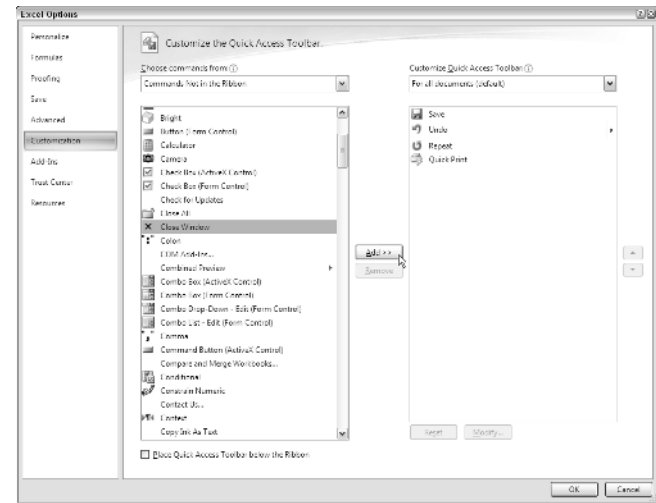 Excel Options
Personalize
Formulas
Proofing
Save
Advanced
Customization
Add-Ins
Trust Center
Resources
Customize the Quick Access Toolbar.
Choose commands from:
Commands Not in the Ribbon
Bright
Button (Form Control)
Calculator
Camera
Check Box (ActiveX Control)
Check Box (Form Control)
Check for Updates
Close All
Close Window
Colon
COM Add-Ins...
Combined Preview
Combo Box (ActiveX Control)
Combo Box (Form Control)
Combo Drop-Down - Edit (Form Control)
Combo List - Edit (Form Control)
Comma
Command Button (ActiveX Control)
Compare and Merge Workbooks...
Conditional
Constrain Numeric
Contact Us...
Context
Copy Ink As Text
Place Quick Access Toolbar below the Ribbon
Add >>
Remove
Customize Quick Access Toolbar:
For all documents (default)
Save
Undo
Repeat
Quick Print
Reset
Modify...
OK
Cancel